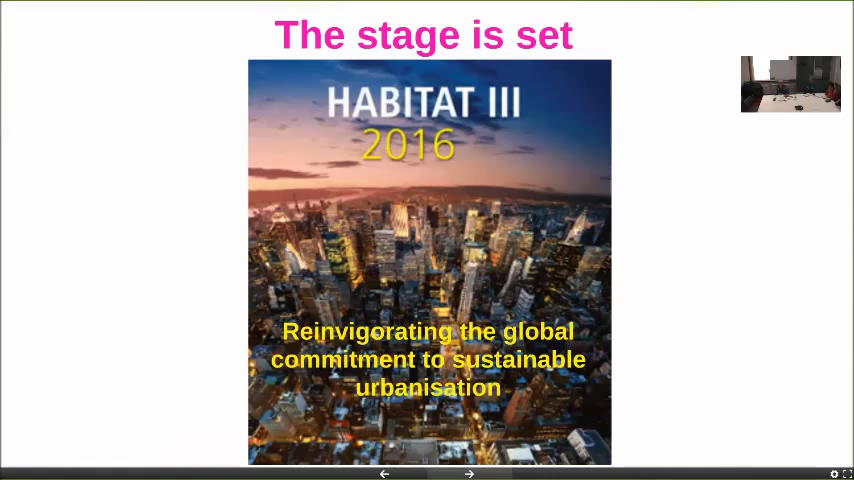 The stage is set
HABITAT III
2016
Reinvigorating the global
commitment to sustainable
urbanisation